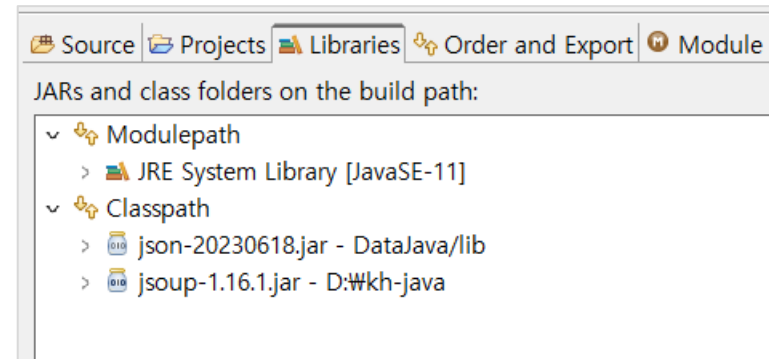 Source Projects Libraries Order and Export Module
JARs and class folders on the build path:
Modulepath
JRE System Library [JavaSE-11]
Classpath
json-20230618.jar - DataJava/lib
jsoup-1.16.1.jar - D:₩kh-java